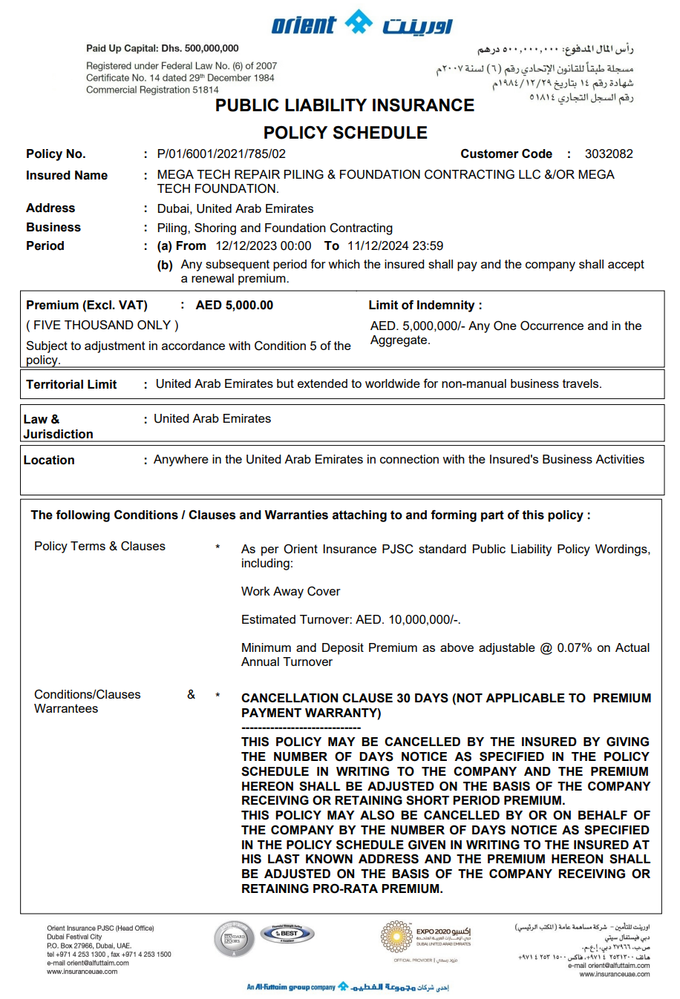 orient اورينت
Paid Up Capital: Dhs. 500,000,000
رأس المال المدفوع: ٥٠٠,٠٠٠,٠٠٠ درهم
Registered under Federal Law No. (6) of 2007
مسجلة طبقاً للقانون الإتحادي رقم (٦) لسنة ٢٠٠٧م
Certificate No. 14 dated 29th December 1984
شهادة رقم ١٤ بتاريخ ١٩٨٤/١٢/٢٩م
Commercial Registration 51814
رقم السجل التجاري ٥١٨١٤
PUBLIC LIABILITY INSURANCE
POLICY SCHEDULE
Policy No. : P/01/6001/2021/785/02 Customer Code : 3032082
Insured Name : MEGA TECH REPAIR PILING & FOUNDATION CONTRACTING LLC &/OR MEGA
TECH FOUNDATION.
Address : Dubai, United Arab Emirates
Business : Piling, Shoring and Foundation Contracting
Period : (a) From 12/12/2023 00:00 To 11/12/2024 23:59
(b) Any subsequent period for which the insured shall pay and the company shall accept
a renewal premium.
Premium (Excl. VAT) : AED 5,000.00
( FIVE THOUSAND ONLY )
Subject to adjustment in accordance with Condition 5 of the
policy.
Limit of Indemnity :
AED. 5,000,000/- Any One Occurrence and in the
Aggregate.
Territorial Limit : United Arab Emirates but extended to worldwide for non-manual business travels.
Law & : United Arab Emirates
Jurisdiction
Location : Anywhere in the United Arab Emirates in connection with the Insured's Business Activities
The following Conditions / Clauses and Warranties attaching to and forming part of this policy :
Policy Terms & Clauses * As per Orient Insurance PJSC standard Public Liability Policy Wordings,
including:
Work Away Cover
Estimated Turnover: AED. 10,000,000/-.
Minimum and Deposit Premium as above adjustable @ 0.07% on Actual
Annual Turnover
Conditions/Clauses & * CANCELLATION CLAUSE 30 DAYS (NOT APPLICABLE TO PREMIUM
Warrantees PAYMENT WARRANTY)
-----------------------------
THIS POLICY MAY BE CANCELLED BY THE INSURED BY GIVING
THE NUMBER OF DAYS NOTICE AS SPECIFIED IN THE POLICY
SCHEDULE IN WRITING TO THE COMPANY AND THE PREMIUM
HEREON SHALL BE ADJUSTED ON THE BASIS OF THE COMPANY
RECEIVING OR RETAINING SHORT PERIOD PREMIUM.
THIS POLICY MAY ALSO BE CANCELLED BY OR ON BEHALF OF
THE COMPANY BY THE NUMBER OF DAYS NOTICE AS SPECIFIED
IN THE POLICY SCHEDULE GIVEN IN WRITING TO THE INSURED AT
HIS LAST KNOWN ADDRESS AND THE PREMIUM HEREON SHALL
BE ADJUSTED ON THE BASIS OF THE COMPANY RECEIVING OR
RETAINING PRO-RATA PREMIUM.
Orient Insurance PJSC (Head Office)
Dubai Festival City
P.O. Box 27966, Dubai, UAE.
tel +971 4 253 1300 , fax +971 4 253 1500
e-mail orient@alfuttaim.com
www.insuranceuae.com
STANDARD
&POOR'S
Financial Strength Rating
BEST
EXPO 2020 إكسبو
دبي، الإمارات العربية المتحدة
DUBAI, UNITED ARAB EMIRATES
OFFICIAL PROVIDER | مزود رسمي
اورينت للتأمين - شركة مساهمة عامة (المكتب الرئيسي)
دبي فيستفال سيتي
ص.ب. ٢٧٩٦٦ دبي، إ.ع.م.
هاتف ٢٥٣١٣٠٠ ٤ ٩٧١+، فاكس ١٥٠٠ ٢٥٣ ٤ ٩٧١+
e-mail orient@alfuttaim.com
www.insuranceuae.com
An Al-Futtaim group company إحدى شركات مجموعة الفطيم